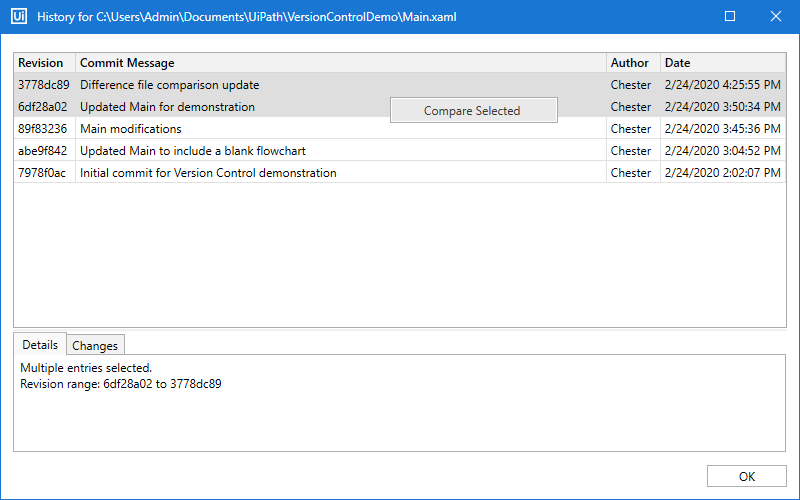 Ui History for C:\Users\Admin\Documents\UiPath\VersionControlDemo\Main.xaml
Revision Commit Message Author Date
3778dc89 Difference file comparison update Chester 2/24/2020 4:25:55 PM
6df28a02 Updated Main for demonstration Chester 2/24/2020 3:50:34 PM
Compare Selected
89f83236 Main modifications Chester 2/24/2020 3:45:36 PM
abe9f842 Updated Main to include a blank flowchart Chester 2/24/2020 3:04:52 PM
7978f0ac Initial commit for Version Control demonstration Chester 2/24/2020 2:02:07 PM
Details Changes
Multiple entries selected.
Revision range: 6df28a02 to 3778dc89
OK